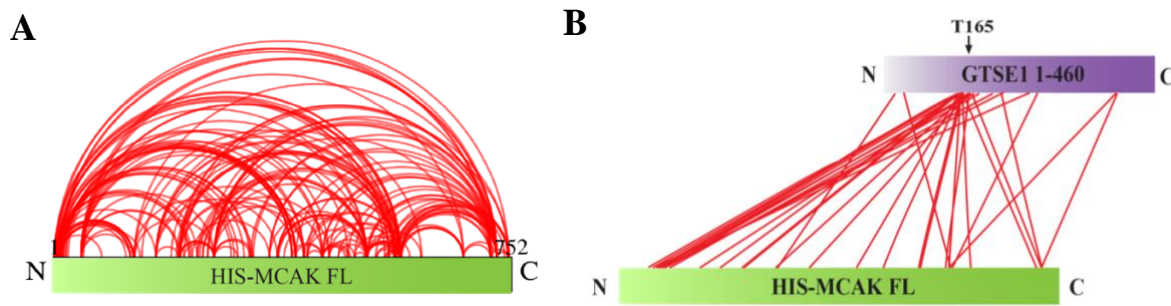 A
1
752
N
HIS-MCAK FL
C
B
T165
N
GTSE1 1-460
C
N
HIS-MCAK FL
C